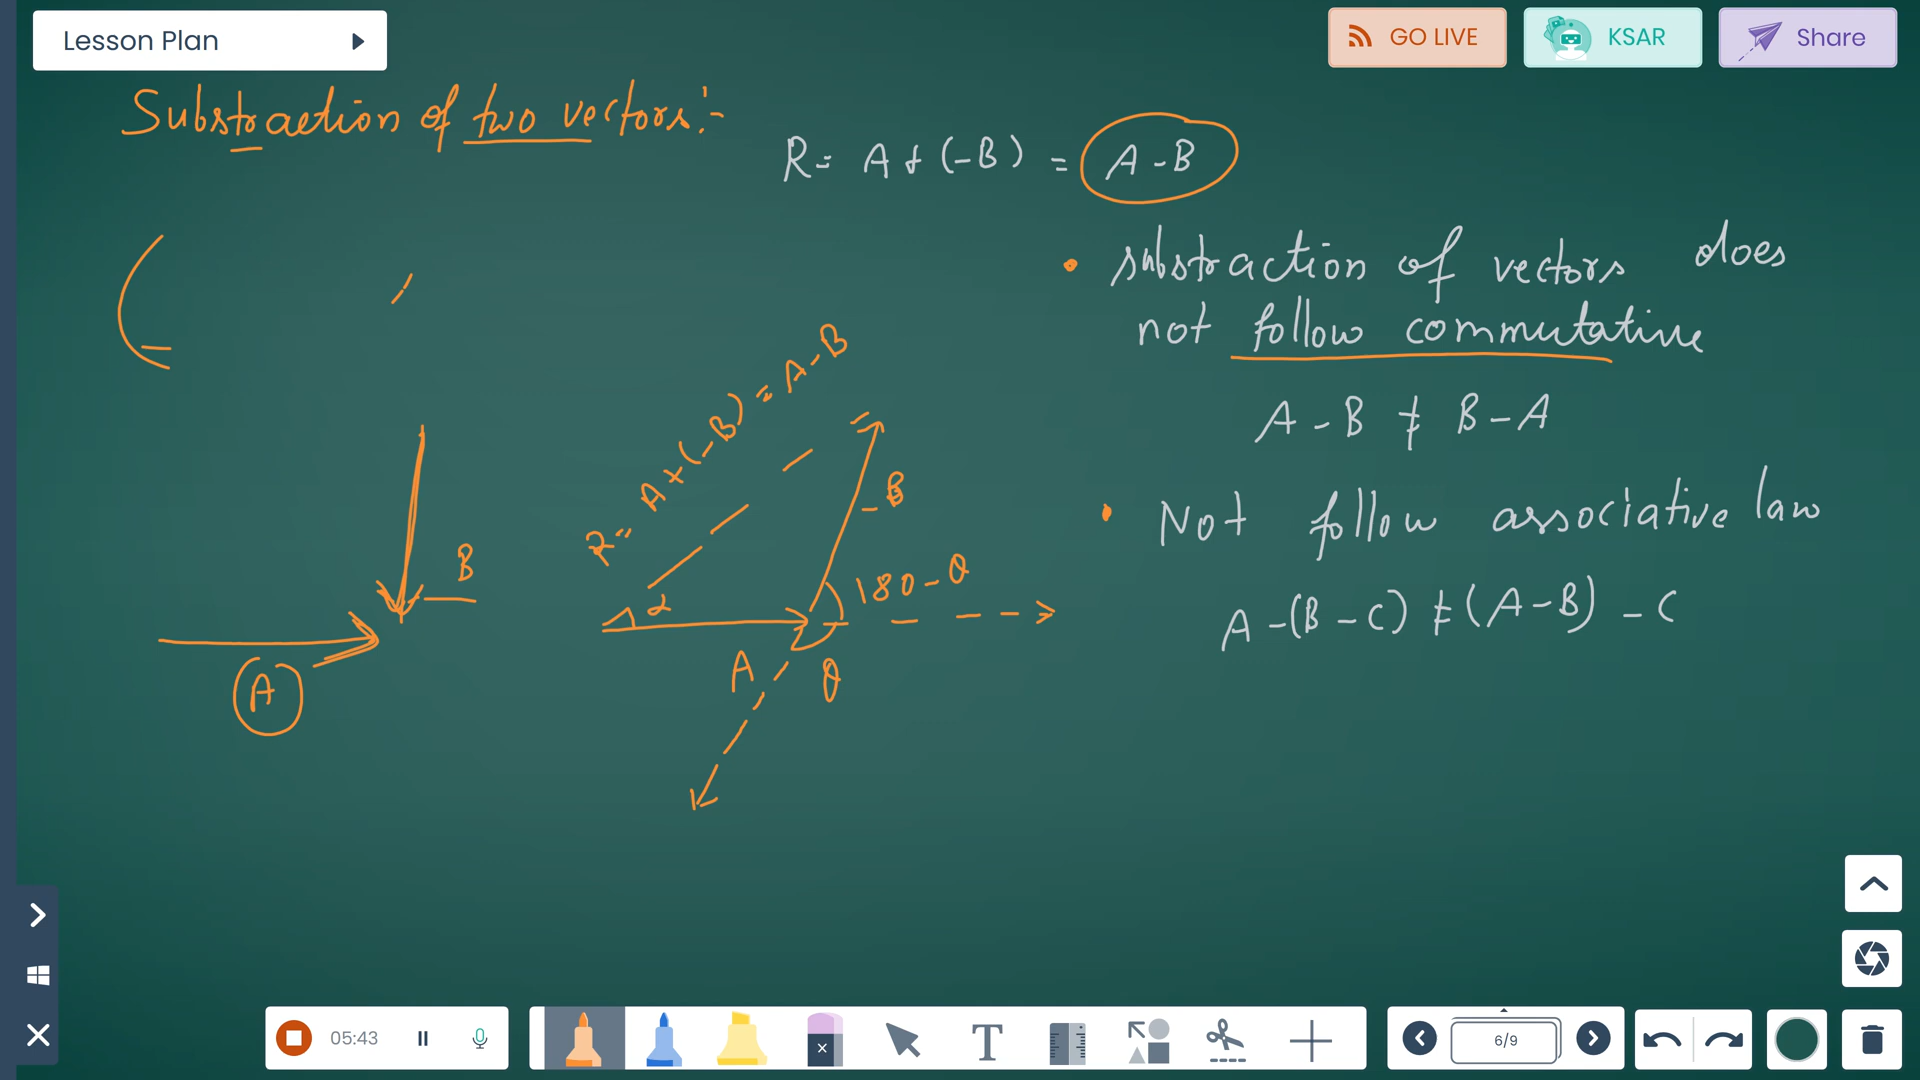 Lesson Plan
GO LIVE
KSAR
Share
Substraction of two vectors:-
R = A + (-B) = A - B
• substraction of vectors does
not follow commutative
A - B ≠ B - A
• Not follow associative law
A - (B - C) ≠ (A - B) - C
R = A + (-B) = A - B
-B
B
180 - θ
α
A
A
θ
05:43
T
6/9